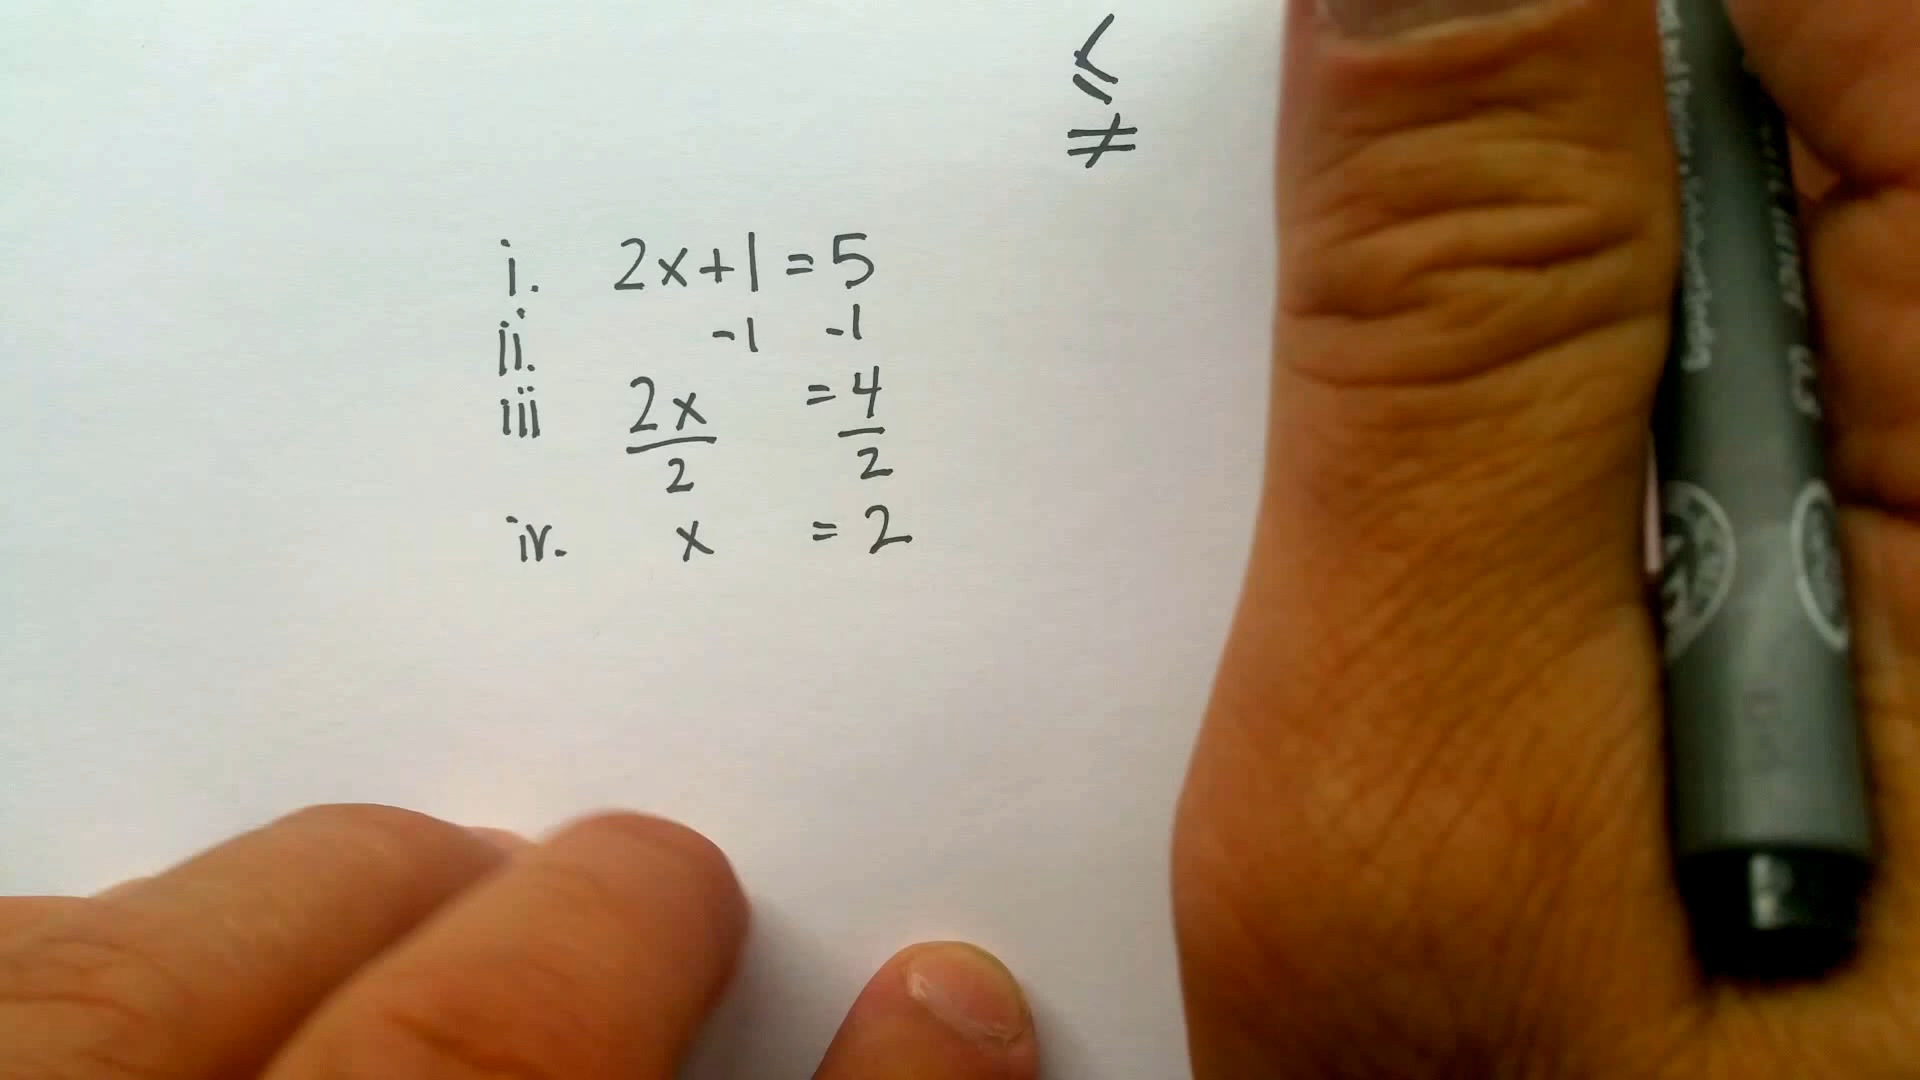 ≤
≠
i. 2x+1=5
ii. -1 -1
iii 2x/2 =4/2
iv. x = 2